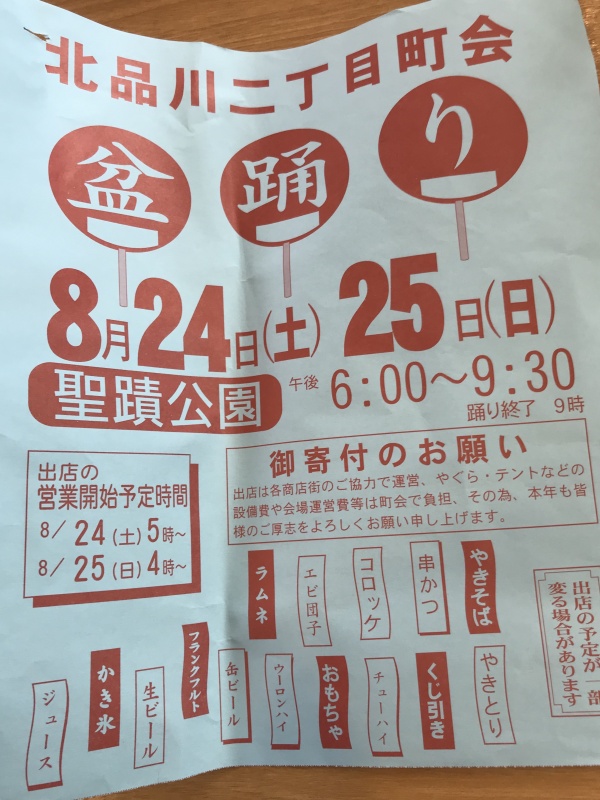 北品川二丁目町会
盆踊り
8月24日(土) 25日(日)
聖蹟公園
午後 6:00〜9:30
踊り終了 9時
出店の
営業開始予定時間
8/24(土)5時〜
8/25(日)4時〜
御寄付のお願い
出店は各商店街のご協力で運営、やぐら・テントなどの
設備費や会場運営費等は町会で負担、その為、本年も皆
様のご厚志をよろしくお願い申し上げます。
やきそば
串かつ
コロッケ
エビ団子
ラムネ
やきとり
くじ引き
チューハイ
おもちゃ
ウーロンハイ
缶ビール
フランクフルト
生ビール
かき氷
ジュース
出店の予定が一部
変る場合があります